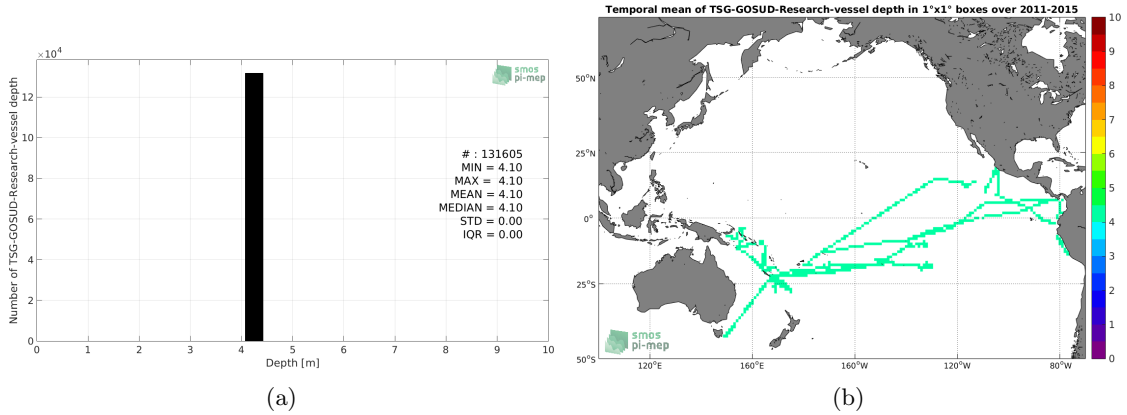 ×10⁴
smos
pi-mep
Number of TSG-GOSUD-Research-vessel depth
12
10
8
6
4
2
0
# : 131605
MIN = 4.10
MAX = 4.10
MEAN = 4.10
MEDIAN = 4.10
STD = 0.00
IQR = 0.00
0 1 2 3 4 5 6 7 8 9 10
Depth [m]
(a)
Temporal mean of TSG-GOSUD-Research-vessel depth in 1°x1° boxes over 2011-2015
50°N
25°N
0°
25°S
50°S
120°E 160°E 160°W 120°W 80°W
smos
pi-mep
10
9
8
7
6
5
4
3
2
1
0
(b)